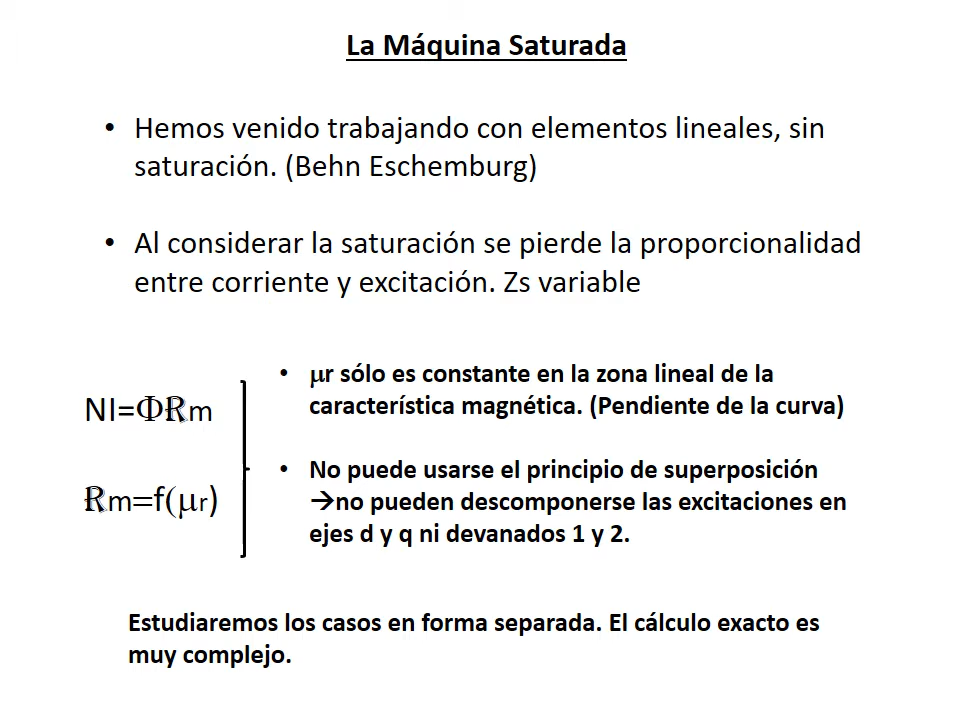 La Máquina Saturada
• Hemos venido trabajando con elementos lineales, sin
saturación. (Behn Eschemburg)
• Al considerar la saturación se pierde la proporcionalidad
entre corriente y excitación. Zs variable
NI=Φℝm
ℝm=f(μr)
• μr sólo es constante en la zona lineal de la
característica magnética. (Pendiente de la curva)
• No puede usarse el principio de superposición
→no pueden descomponerse las excitaciones en
ejes d y q ni devanados 1 y 2.
Estudiaremos los casos en forma separada. El cálculo exacto es
muy complejo.